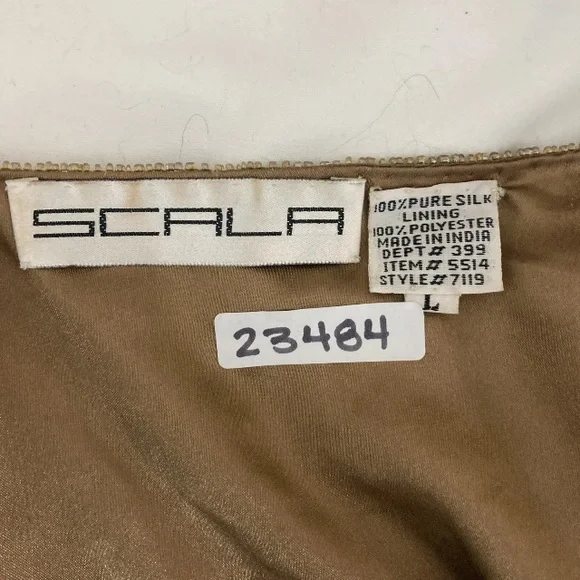 SCALA
100% PURE SILK
LINING
100% POLYESTER
MADE IN INDIA
DEPT# 399
ITEM# 5514
STYLE# 7119
L
23484